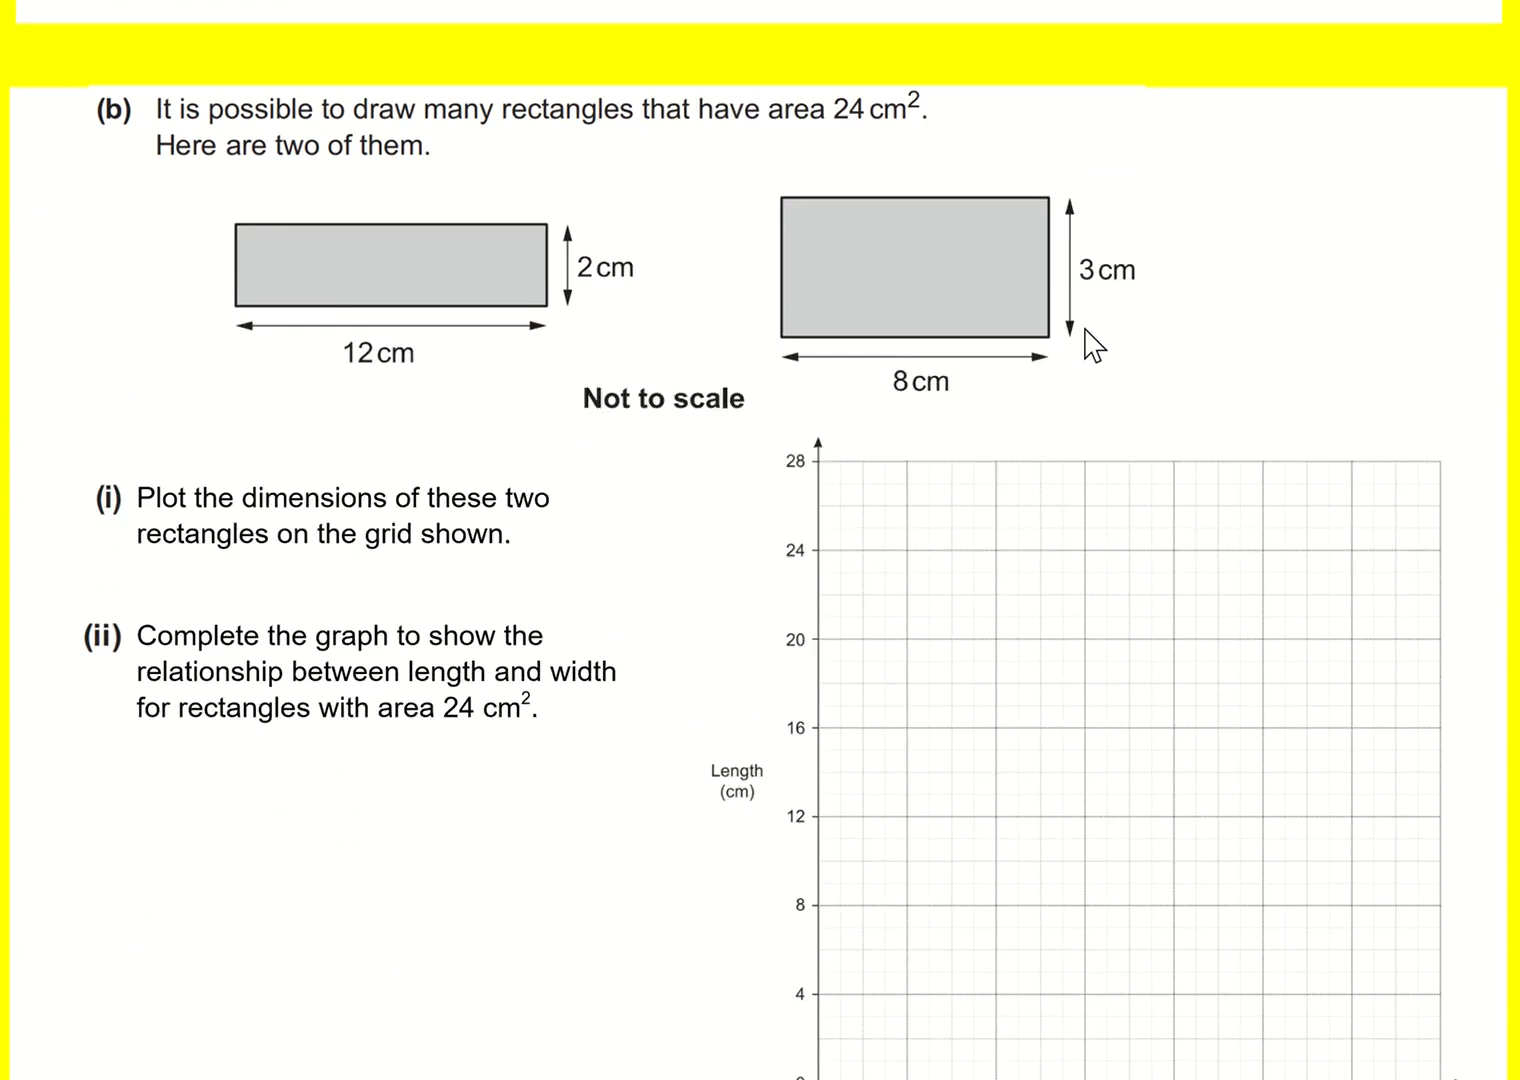 (b) It is possible to draw many rectangles that have area 24 cm².
Here are two of them.
2 cm
3 cm
12 cm
8 cm
Not to scale
28
(i) Plot the dimensions of these two
rectangles on the grid shown.
24
(ii) Complete the graph to show the
20
relationship between length and width
for rectangles with area 24 cm².
16
Length
(cm)
12
8
4